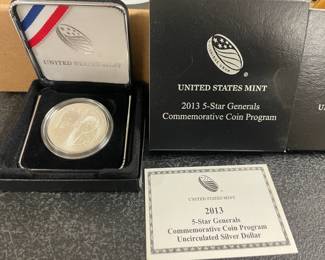 UNITED STATES MINT
2013 5-Star Generals
Commemorative Coin Program
UNITED STATES MINT
2013
5-Star Generals
Commemorative Coin Program
Uncirculated Silver Dollar